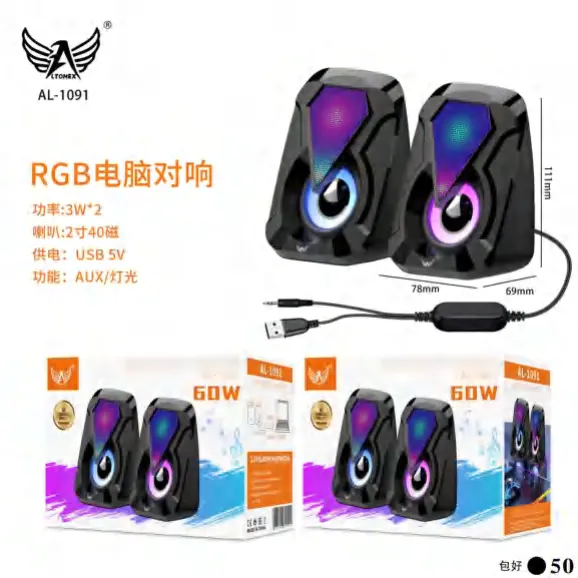 ®
ALTOMEX
AL-1091
RGB电脑对响
功率:3W*2
喇叭:2寸40磁
供电: USB 5V
功能: AUX/灯光
111mm
78mm
69mm
AL-1091
60W
AL-1091
60W
包好 ● 50